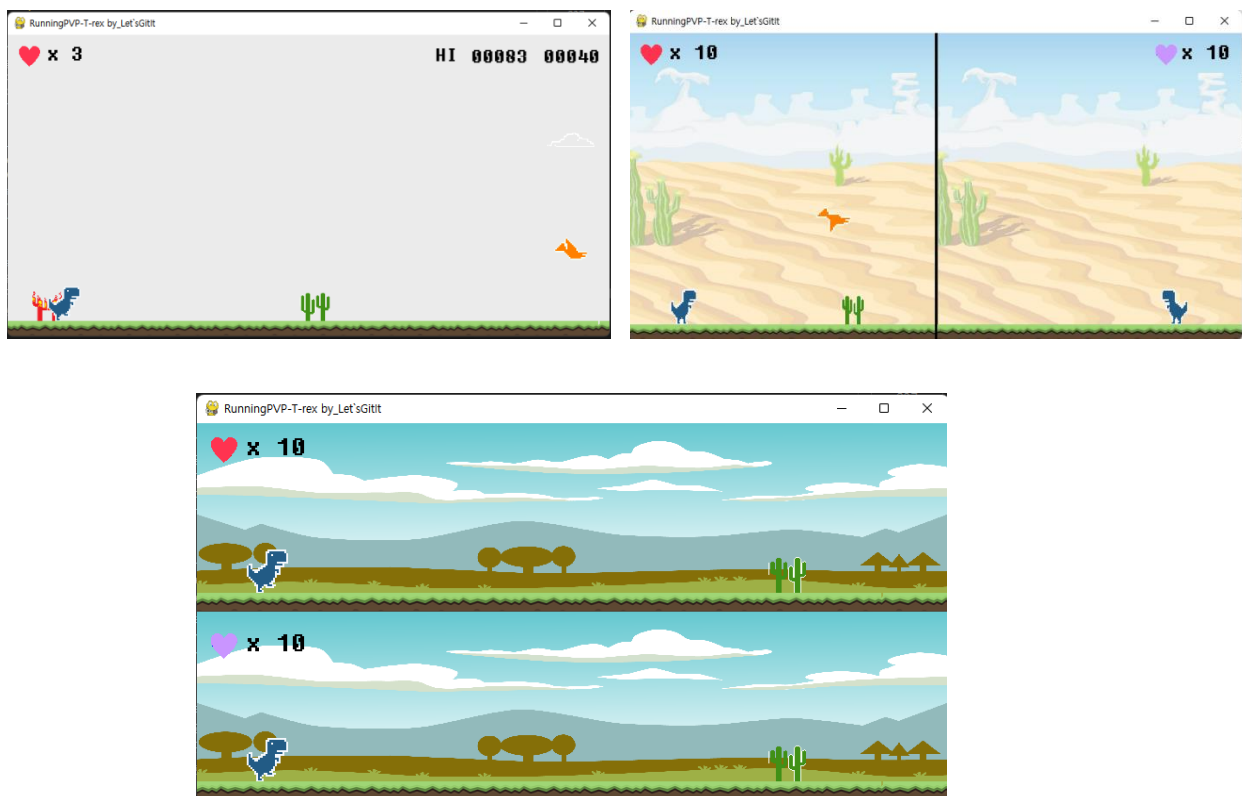 RunningPVP-T-rex by_Let`sGitIt
x 3
HI 00083 00040
RunningPVP-T-rex by_Let`sGitIt
x 10
x 10
RunningPVP-T-rex by_Let`sGitIt
x 10
x 10